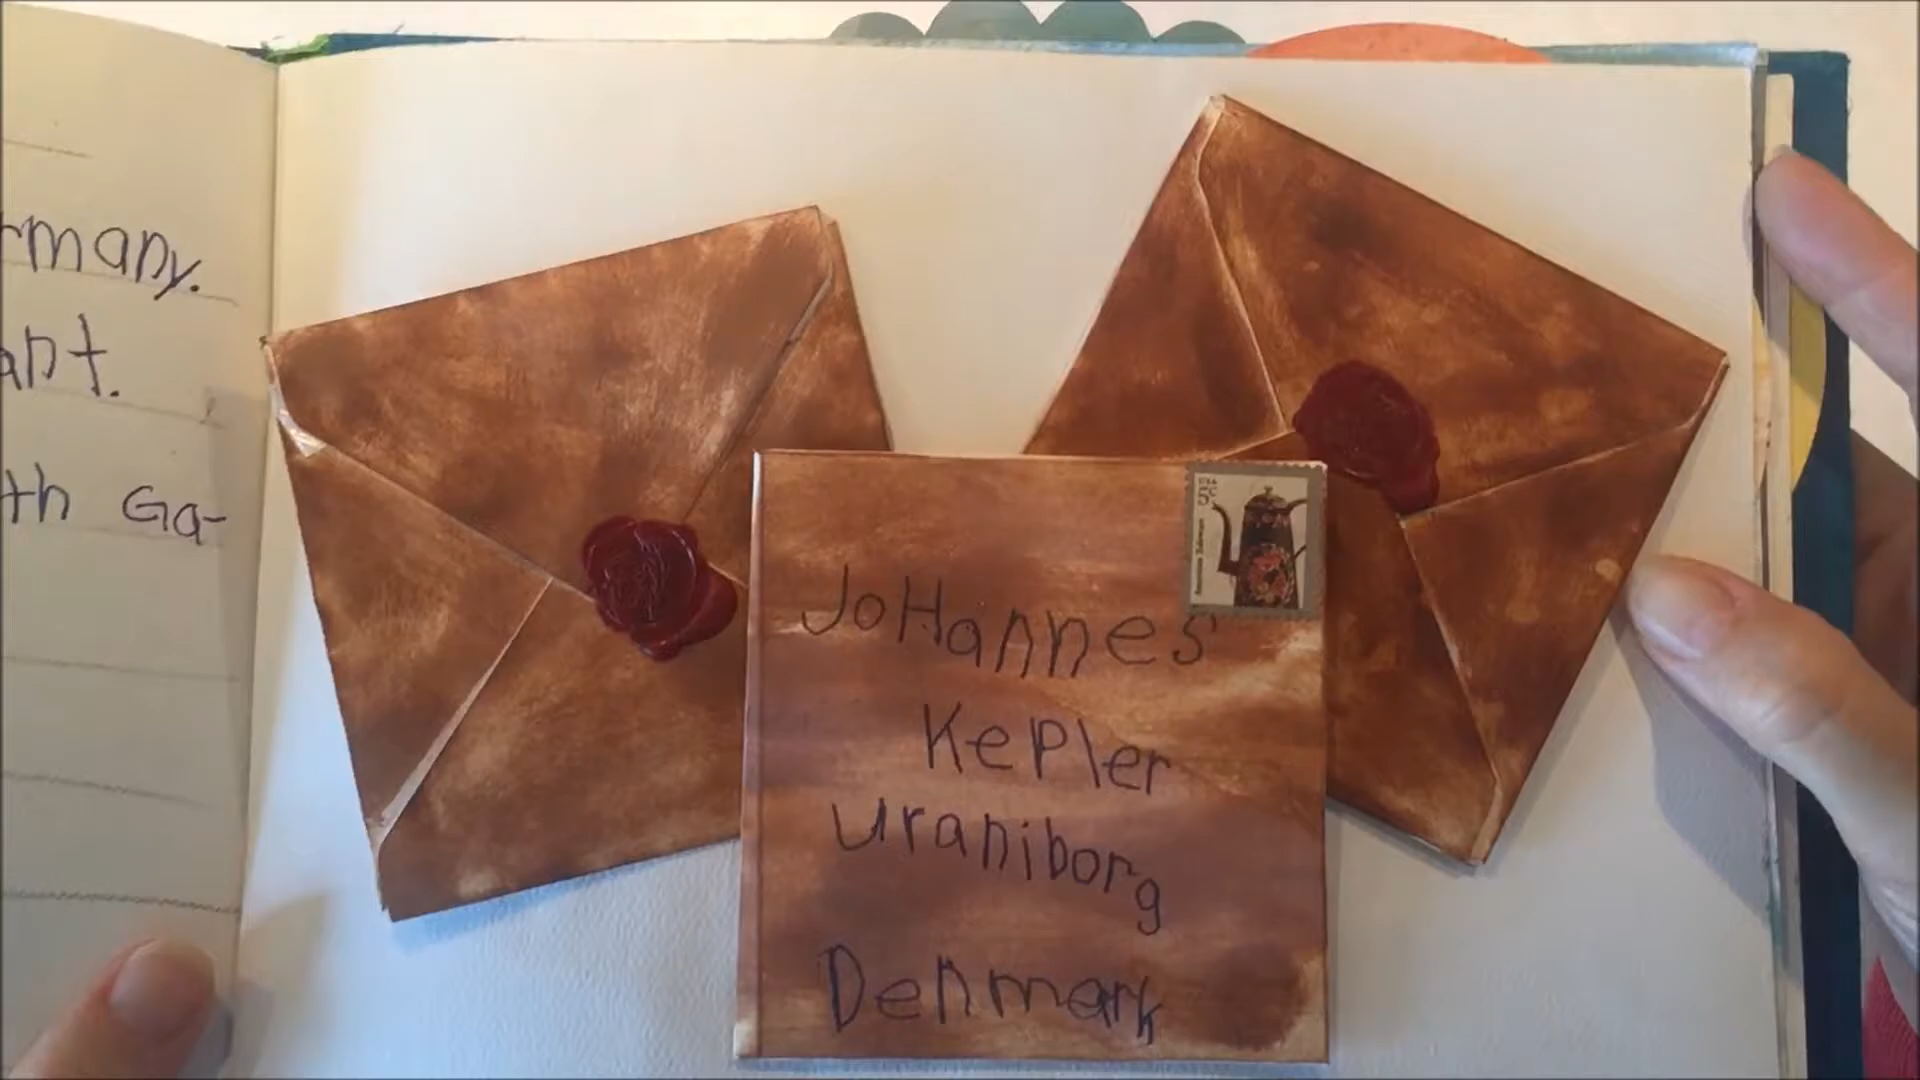 rmany.
ant.
th Ga-
USA
5c
JoHannes
Kepler
Uraniborg
Denmark